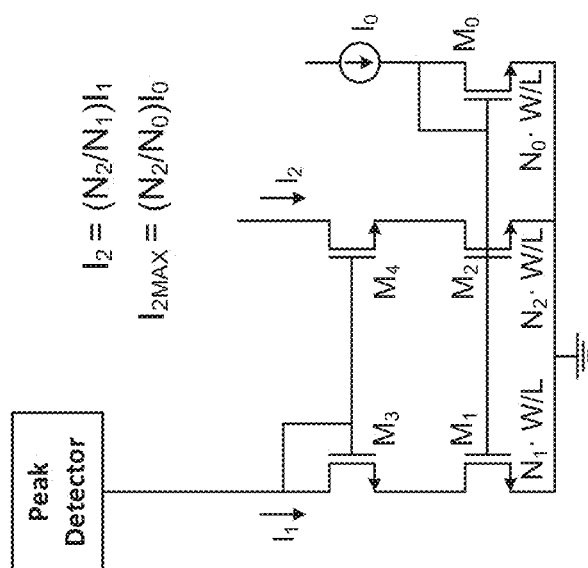 Peak
Detector
I₂ = (N₂/N₁)I₁
I₂MAX = (N₂/N₀)I₀
I₁
I₂
I₀
M₃
M₄
M₁
M₂
M₀
N₁· W/L
N₂· W/L
N₀· W/L